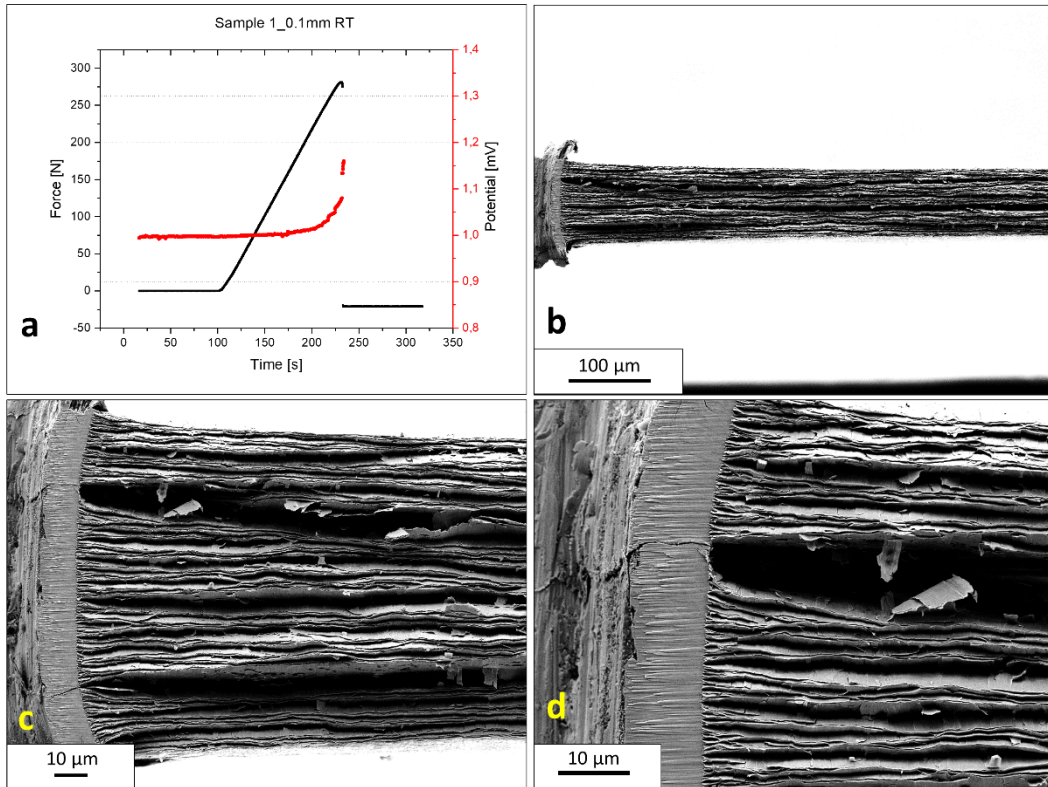 Sample 1_0.1mm RT
300
250
200
150
100
50
0
-50
Force [N]
1,4
1,3
1,2
1,1
1,0
0,9
0,8
Potential [mV]
0 50 100 150 200 250 300 350
Time [s]
a
b
100 µm
c
10 µm
d
10 µm